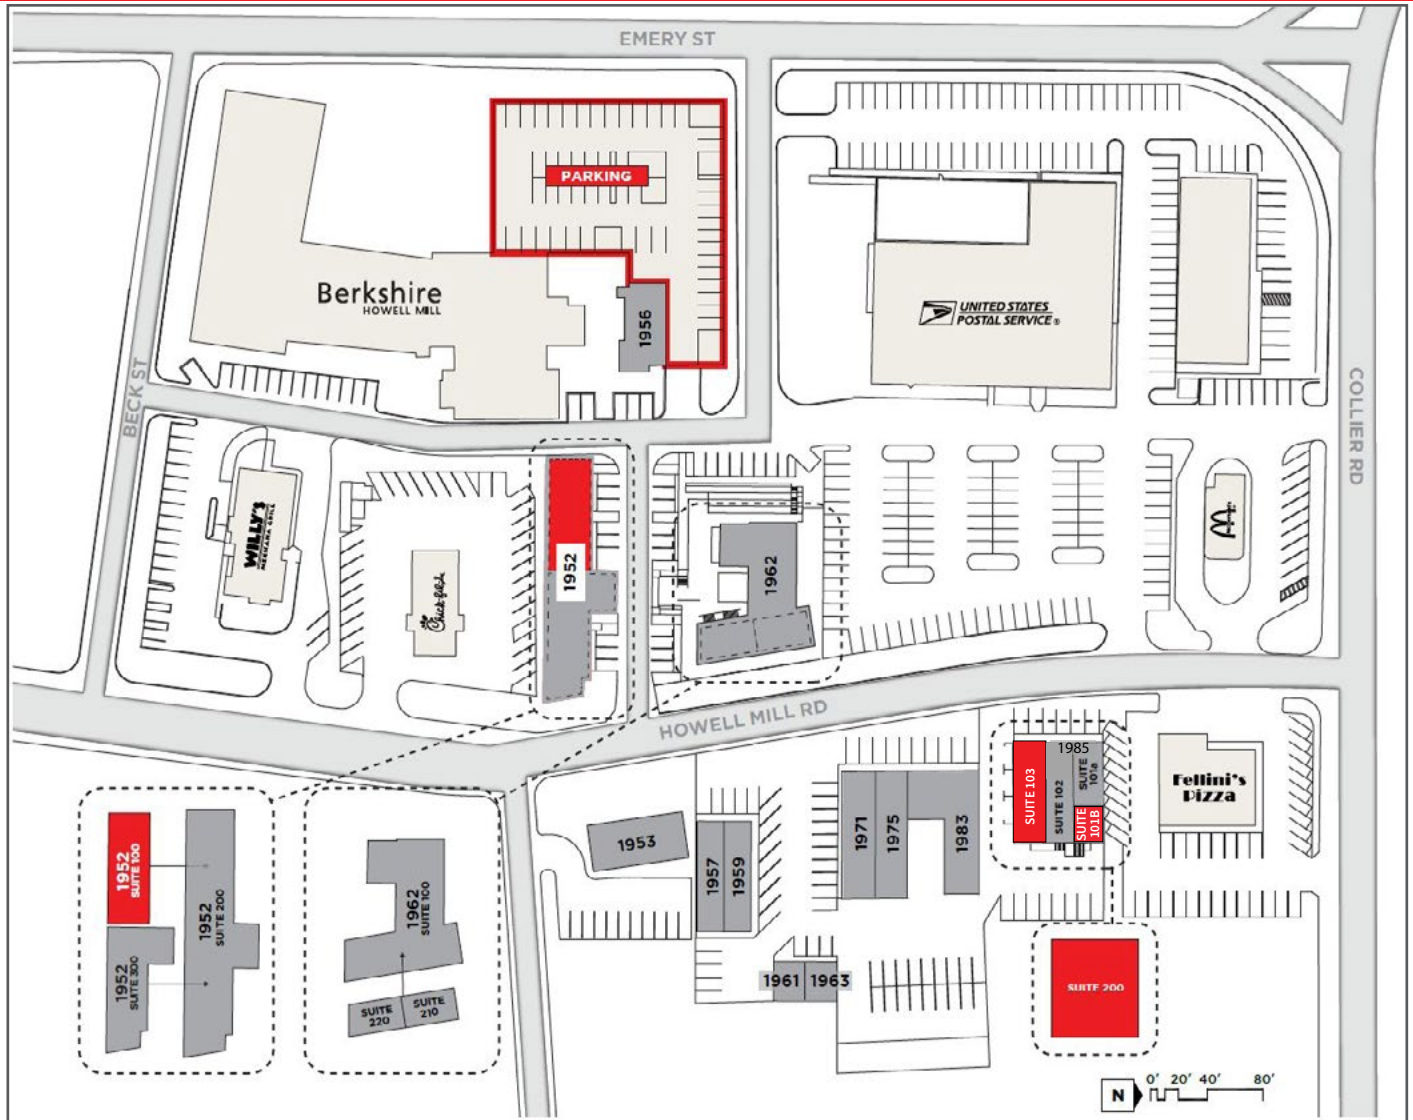 EMERY ST
PARKING
Berkshire
HOWELL MILL
1956
UNITED STATES
POSTAL SERVICE®
BECK ST
COLLIER RD
WILLY'S
MEXICANA GRILL
Chick-fil-A
1952
1962
McDonald's
HOWELL MILL RD
1985
SUITE 103
SUITE 102
SUITE
101a
SUITE
101B
Fellini's
Pizza
1953
1957
1959
1971
1975
1983
1961
1963
1952
SUITE 100
1952
SUITE 200
1952
SUITE 300
1962
SUITE 100
SUITE
220
SUITE
210
SUITE 200
N
0' 20' 40' 80'